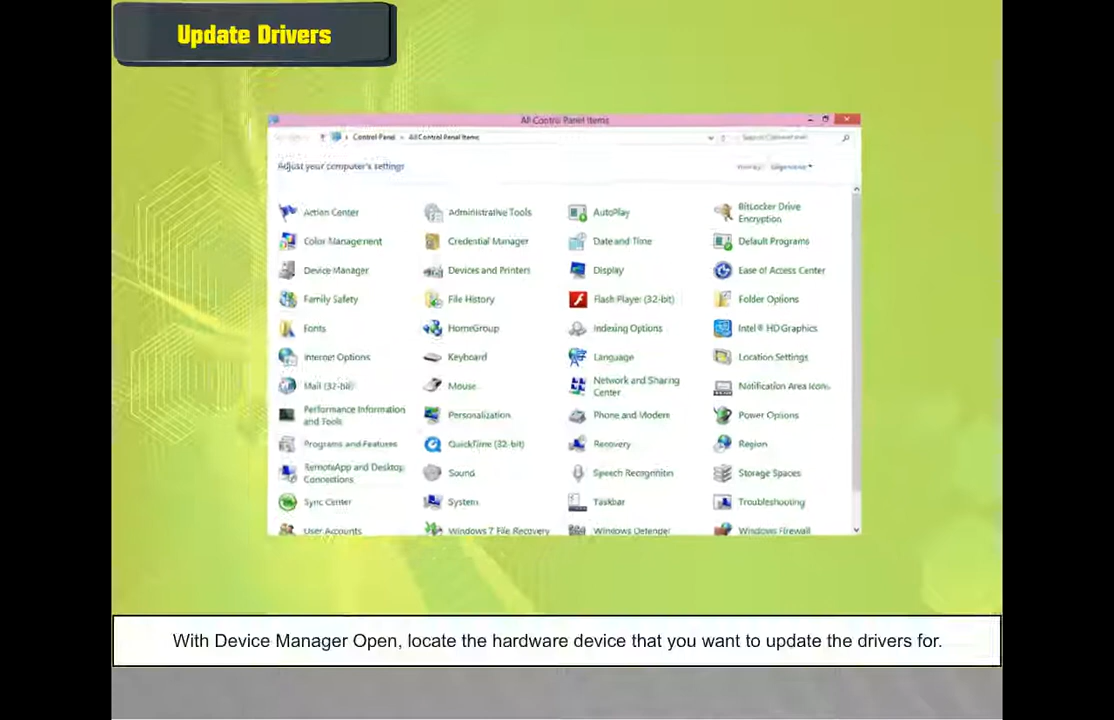 Update Drivers
All Control Panel Items
Control Panel
All Control Panel Items
Adjust your computer's settings
Action Center
Administrative Tools
AutoPlay
BitLocker Drive
Encryption
Color Management
Credential Manager
Date and Time
Default Programs
Device Manager
Devices and Printers
Display
Ease of Access Center
Family Safety
File History
Flash Player (32-bit)
Folder Options
Fonts
HomeGroup
Indexing Options
Intel® HD Graphics
Internet Options
Keyboard
Language
Location Settings
Mail (32-bit)
Mouse
Network and Sharing
Center
Notification Area Icons
Performance Information
and Tools
Personalization
Phone and Modem
Power Options
Programs and Features
QuickTime (32-bit)
Recovery
Region
RemoteApp and Desktop
Connections
Sound
Speech Recognition
Storage Spaces
Sync Center
System
Taskbar
Troubleshooting
User Accounts
Windows 7 File Recovery
Windows Defender
Windows Firewall
With Device Manager Open, locate the hardware device that you want to update the drivers for.